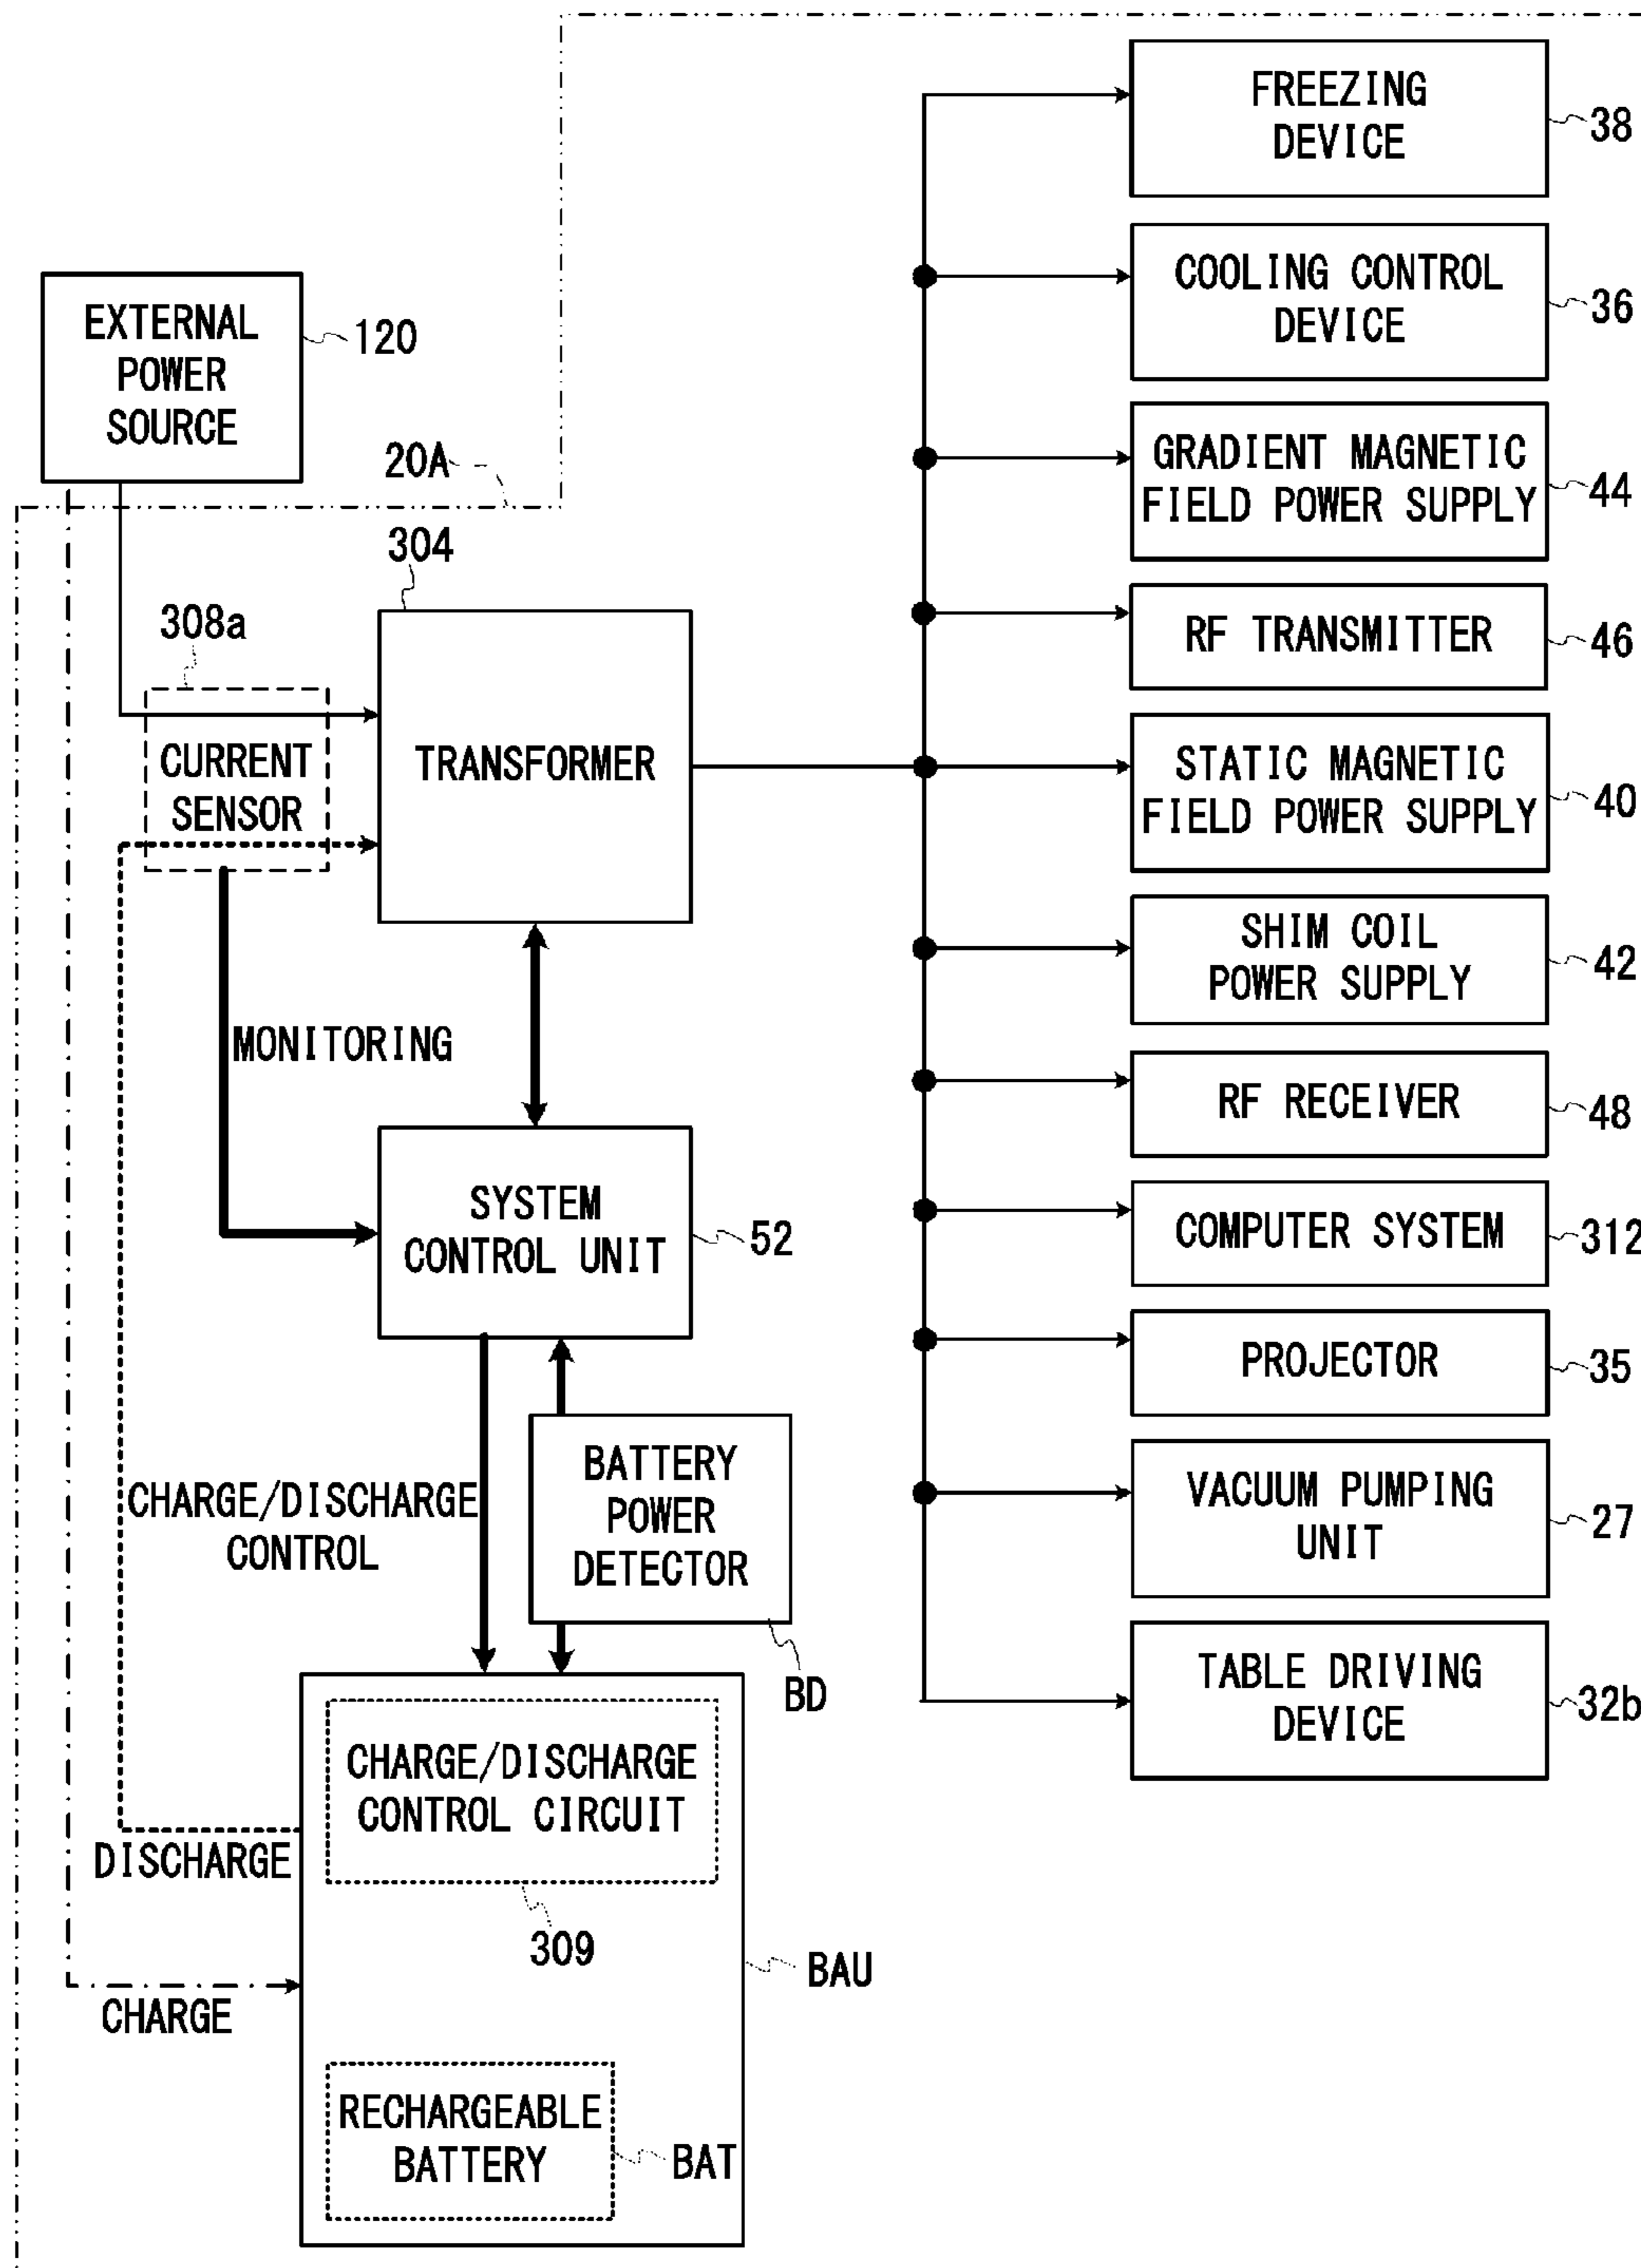 EXTERNAL
POWER
SOURCE
120
20A
304
308a
CURRENT
SENSOR
TRANSFORMER
MONITORING
SYSTEM
CONTROL UNIT
52
CHARGE/DISCHARGE
CONTROL
BATTERY
POWER
DETECTOR
BD
CHARGE/DISCHARGE
CONTROL CIRCUIT
309
DISCHARGE
CHARGE
BAU
RECHARGEABLE
BATTERY
BAT
FREEZING
DEVICE
38
COOLING CONTROL
DEVICE
36
GRADIENT MAGNETIC
FIELD POWER SUPPLY
44
RF TRANSMITTER
46
STATIC MAGNETIC
FIELD POWER SUPPLY
40
SHIM COIL
POWER SUPPLY
42
RF RECEIVER
48
COMPUTER SYSTEM
312
PROJECTOR
35
VACUUM PUMPING
UNIT
27
TABLE DRIVING
DEVICE
32b